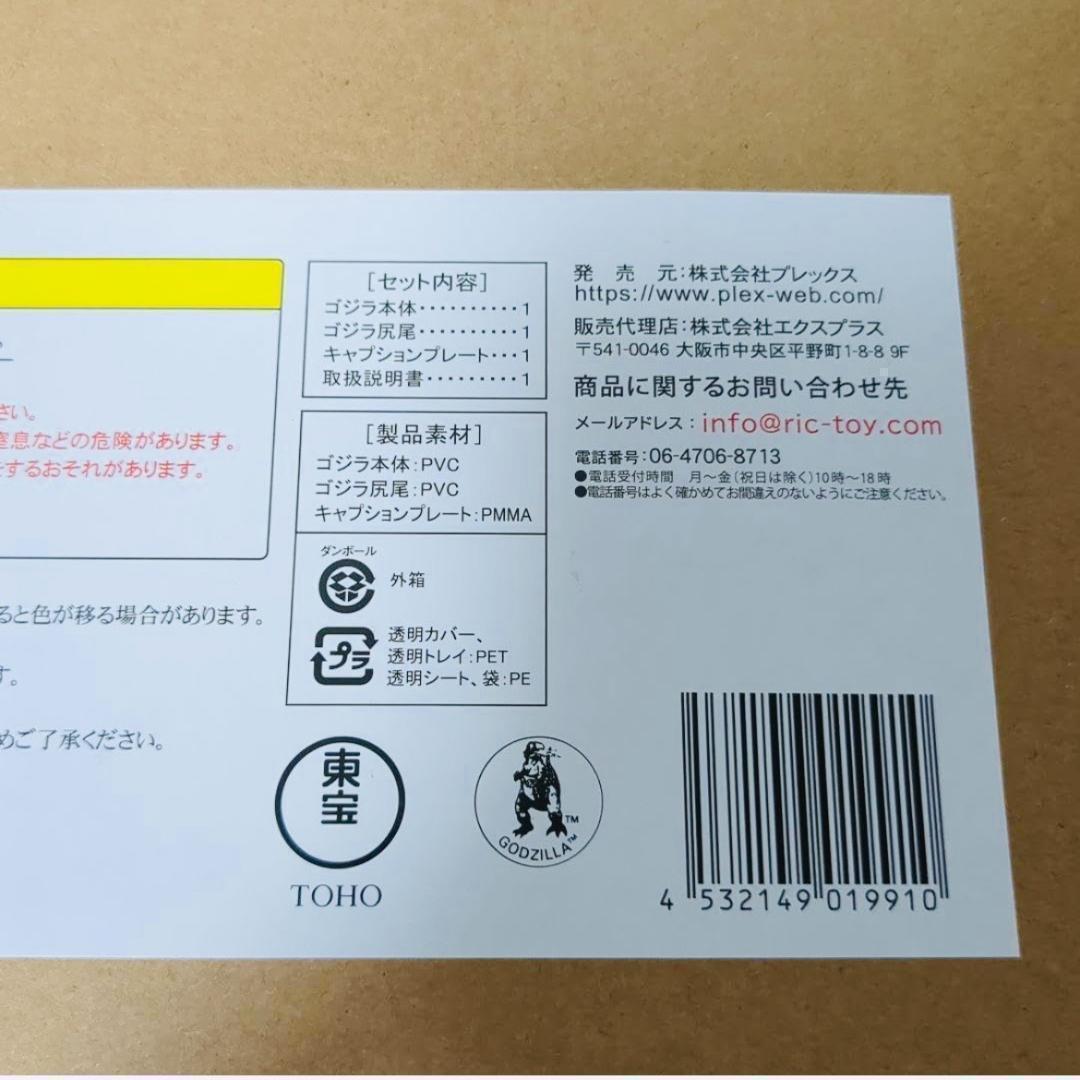 さい。
窒息などの危険があります。
をするおそれがあります。
ると色が移る場合があります。
す。
めご了承ください。
[セット内容]
ゴジラ本体・・・・・・・・・・1
ゴジラ尻尾・・・・・・・・・・1
キャプションプレート・・・1
取扱説明書・・・・・・・・・1
[製品素材]
ゴジラ本体:PVC
ゴジラ尻尾:PVC
キャプションプレート:PMMA
ダンボール
外箱
プラ
透明カバー、
透明トレイ:PET
透明シート、袋:PE
発 売 元:株式会社プレックス
https://www.plex-web.com/
販売代理店:株式会社エクスプラス
〒541-0046 大阪市中央区平野町1-8-8 9F
商品に関するお問い合わせ先
メールアドレス:info@ric-toy.com
電話番号:06-4706-8713
●電話受付時間 月～金(祝日は除く)10時～18時
●電話番号はよく確かめてお間違えのないようにご注意ください。
東宝
TOHO
TM
GODZILLA™
4 532149 019910